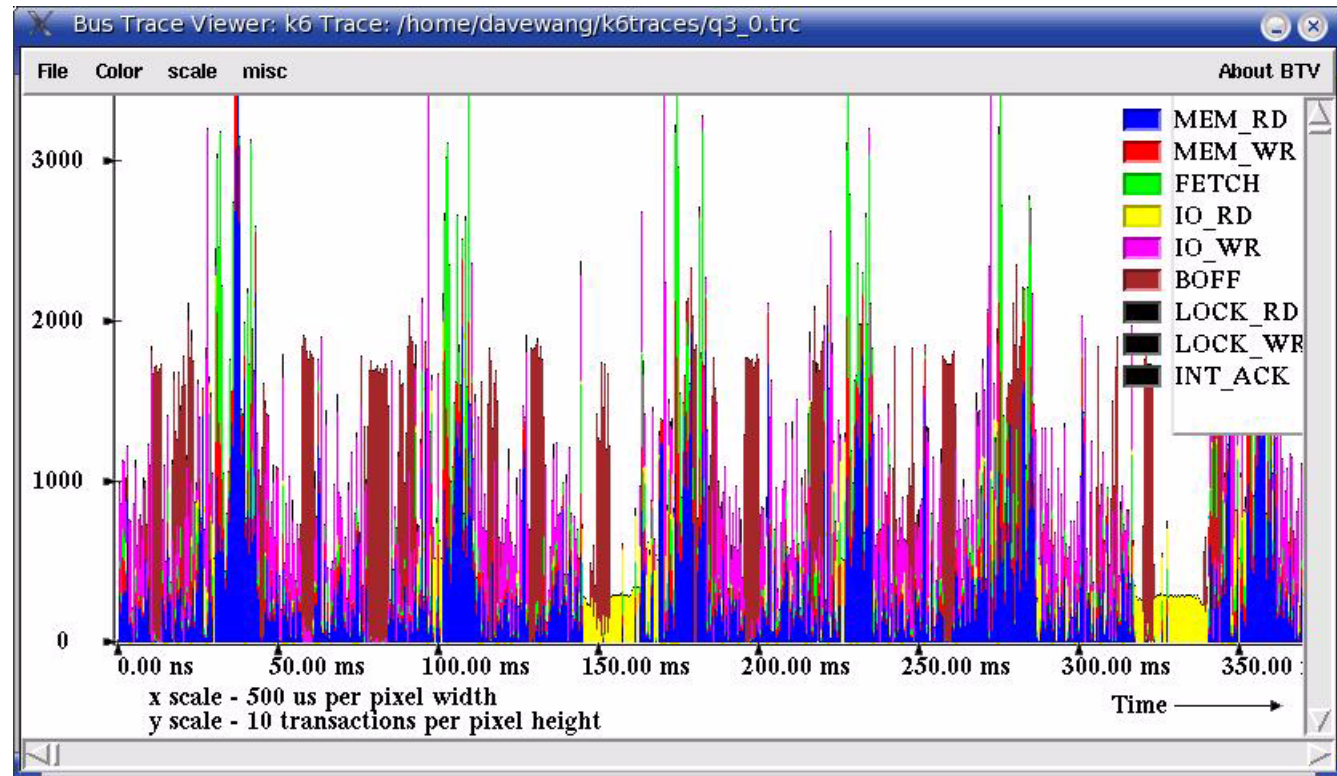 Bus Trace Viewer: k6 Trace: /home/davewang/k6traces/q3_0.trc
File Color scale misc About BTV
3000
2000
1000
0
MEM_RD
MEM_WR
FETCH
IO_RD
IO_WR
BOFF
LOCK_RD
LOCK_WR
INT_ACK
0.00 ns 50.00 ms 100.00 ms 150.00 ms 200.00 ms 250.00 ms 300.00 ms 350.00
x scale - 500 us per pixel width
y scale - 10 transactions per pixel height
Time